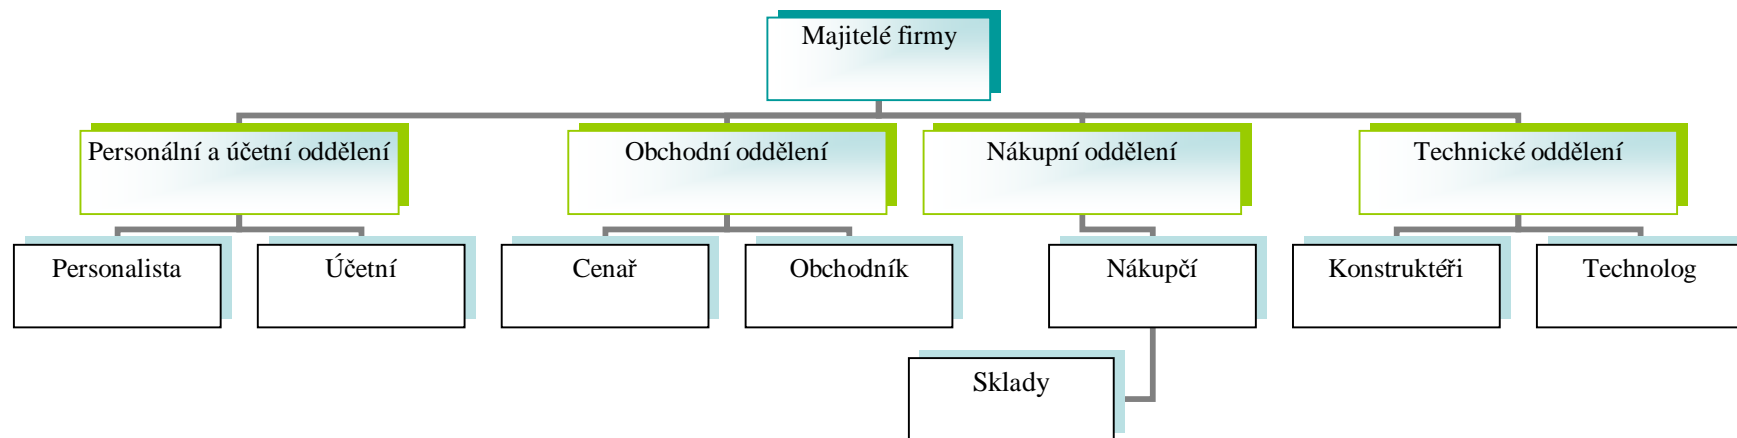 Majitelé firmy
Personální a účetní oddělení
Obchodní oddělení
Nákupní oddělení
Technické oddělení
Personalista
Účetní
Cenař
Obchodník
Nákupčí
Konstruktéři
Technolog
Sklady